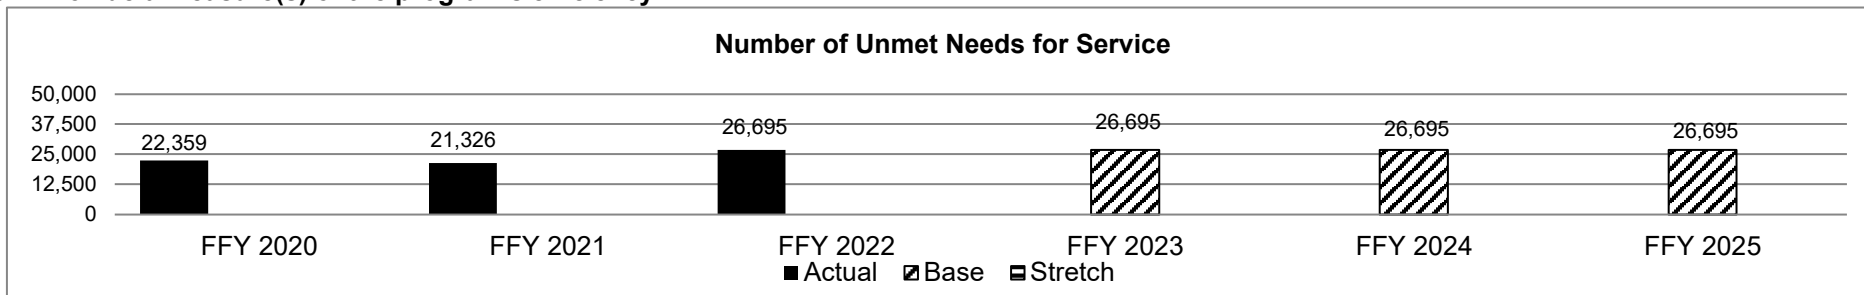 Number of Unmet Needs for Service
50,000
37,500
25,000
12,500
0
22,359
21,326
26,695
26,695
26,695
26,695
FFY 2020
FFY 2021
FFY 2022
FFY 2023
FFY 2024
FFY 2025
Actual
Base
Stretch